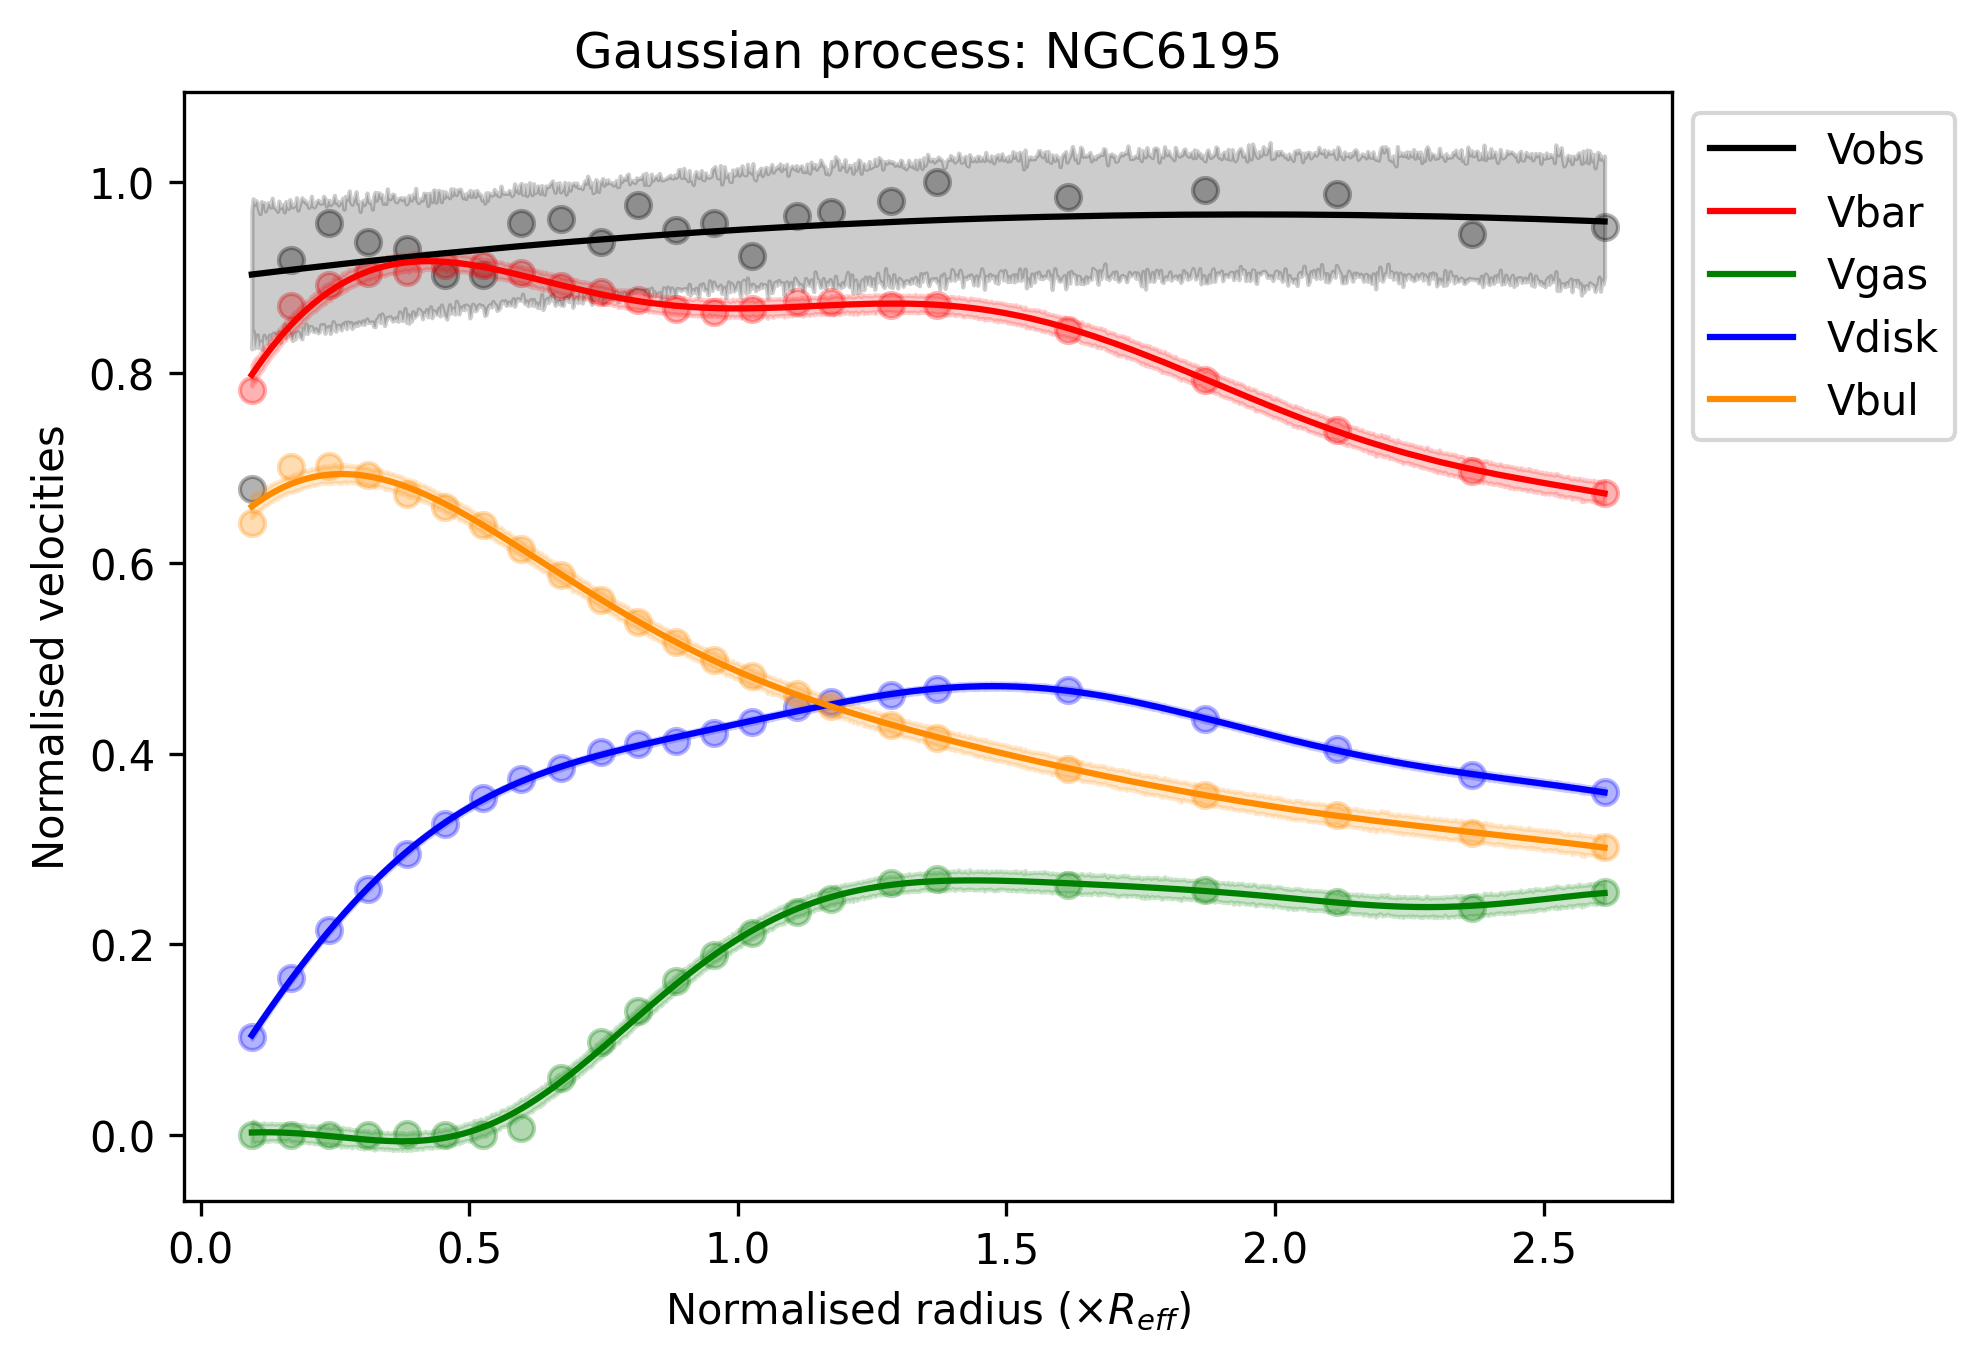 Gaussian process: NGC6195
Vobs
Vbar
Vgas
Vdisk
Vbul
Normalised velocities
1.0
0.8
0.6
0.4
0.2
0.0
0.0 0.5 1.0 1.5 2.0 2.5
Normalised radius (×R_eff)